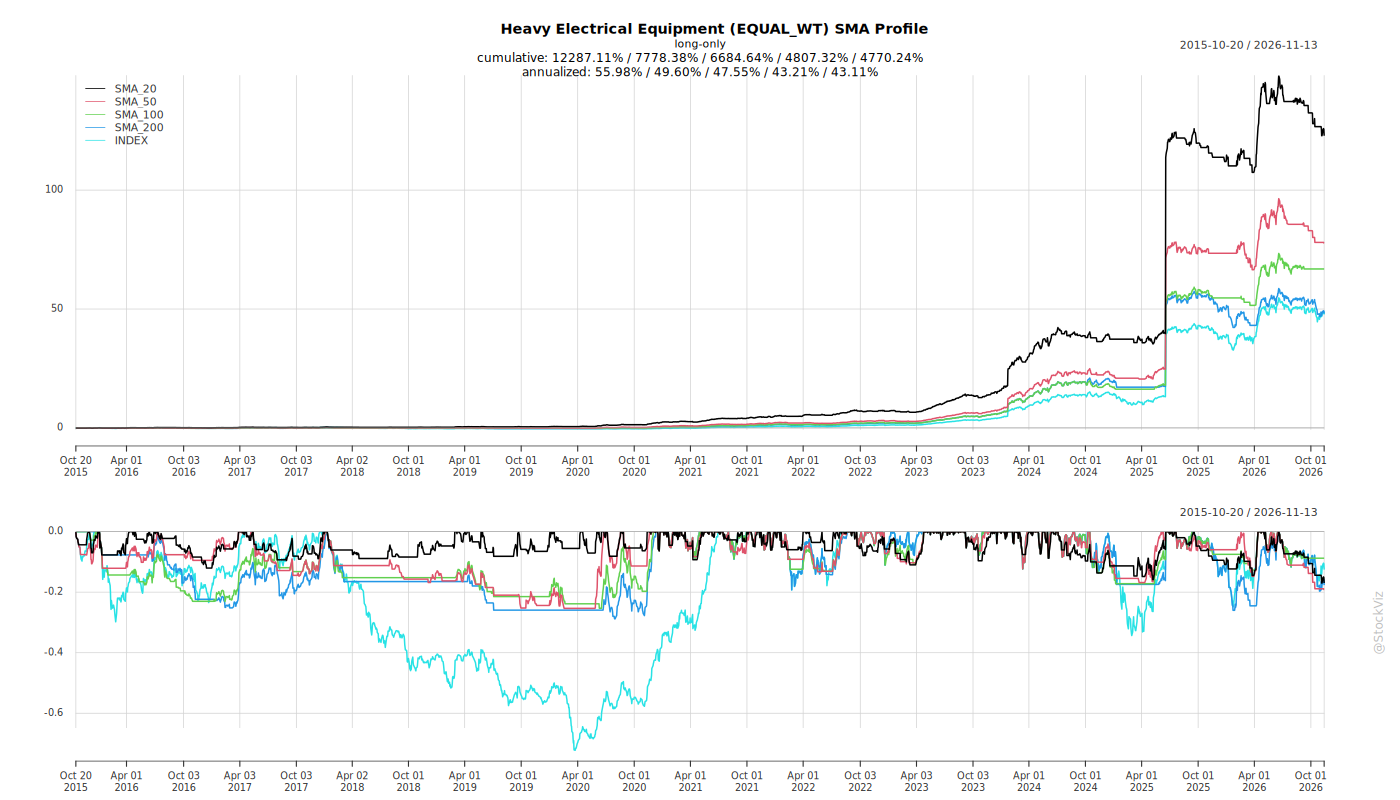 Heavy Electrical Equipment (EQUAL_WT) SMA Profile
long-only
cumulative: 12287.11% / 7778.38% / 6684.64% / 4807.32% / 4770.24%
annualized: 55.98% / 49.60% / 47.55% / 43.21% / 43.11%
2015-10-20 / 2026-11-13
SMA_20
SMA_50
SMA_100
SMA_200
INDEX
100
50
0
Oct 20 Apr 01 Oct 03 Apr 03 Oct 03 Apr 02 Oct 01 Apr 01 Oct 01 Apr 01 Oct 01 Apr 01 Oct 01 Apr 01 Oct 03 Apr 03 Oct 03 Apr 01 Oct 01 Apr 01 Oct 01 Apr 01 Oct 01
2015 2016 2016 2017 2017 2018 2018 2019 2019 2020 2020 2021 2021 2022 2022 2023 2023 2024 2024 2025 2025 2026 2026
2015-10-20 / 2026-11-13
0.0
-0.2
-0.4
-0.6
Oct 20 Apr 01 Oct 03 Apr 03 Oct 03 Apr 02 Oct 01 Apr 01 Oct 01 Apr 01 Oct 01 Apr 01 Oct 01 Apr 01 Oct 03 Apr 03 Oct 03 Apr 01 Oct 01 Apr 01 Oct 01 Apr 01 Oct 01
2015 2016 2016 2017 2017 2018 2018 2019 2019 2020 2020 2021 2021 2022 2022 2023 2023 2024 2024 2025 2025 2026 2026
@StockViz